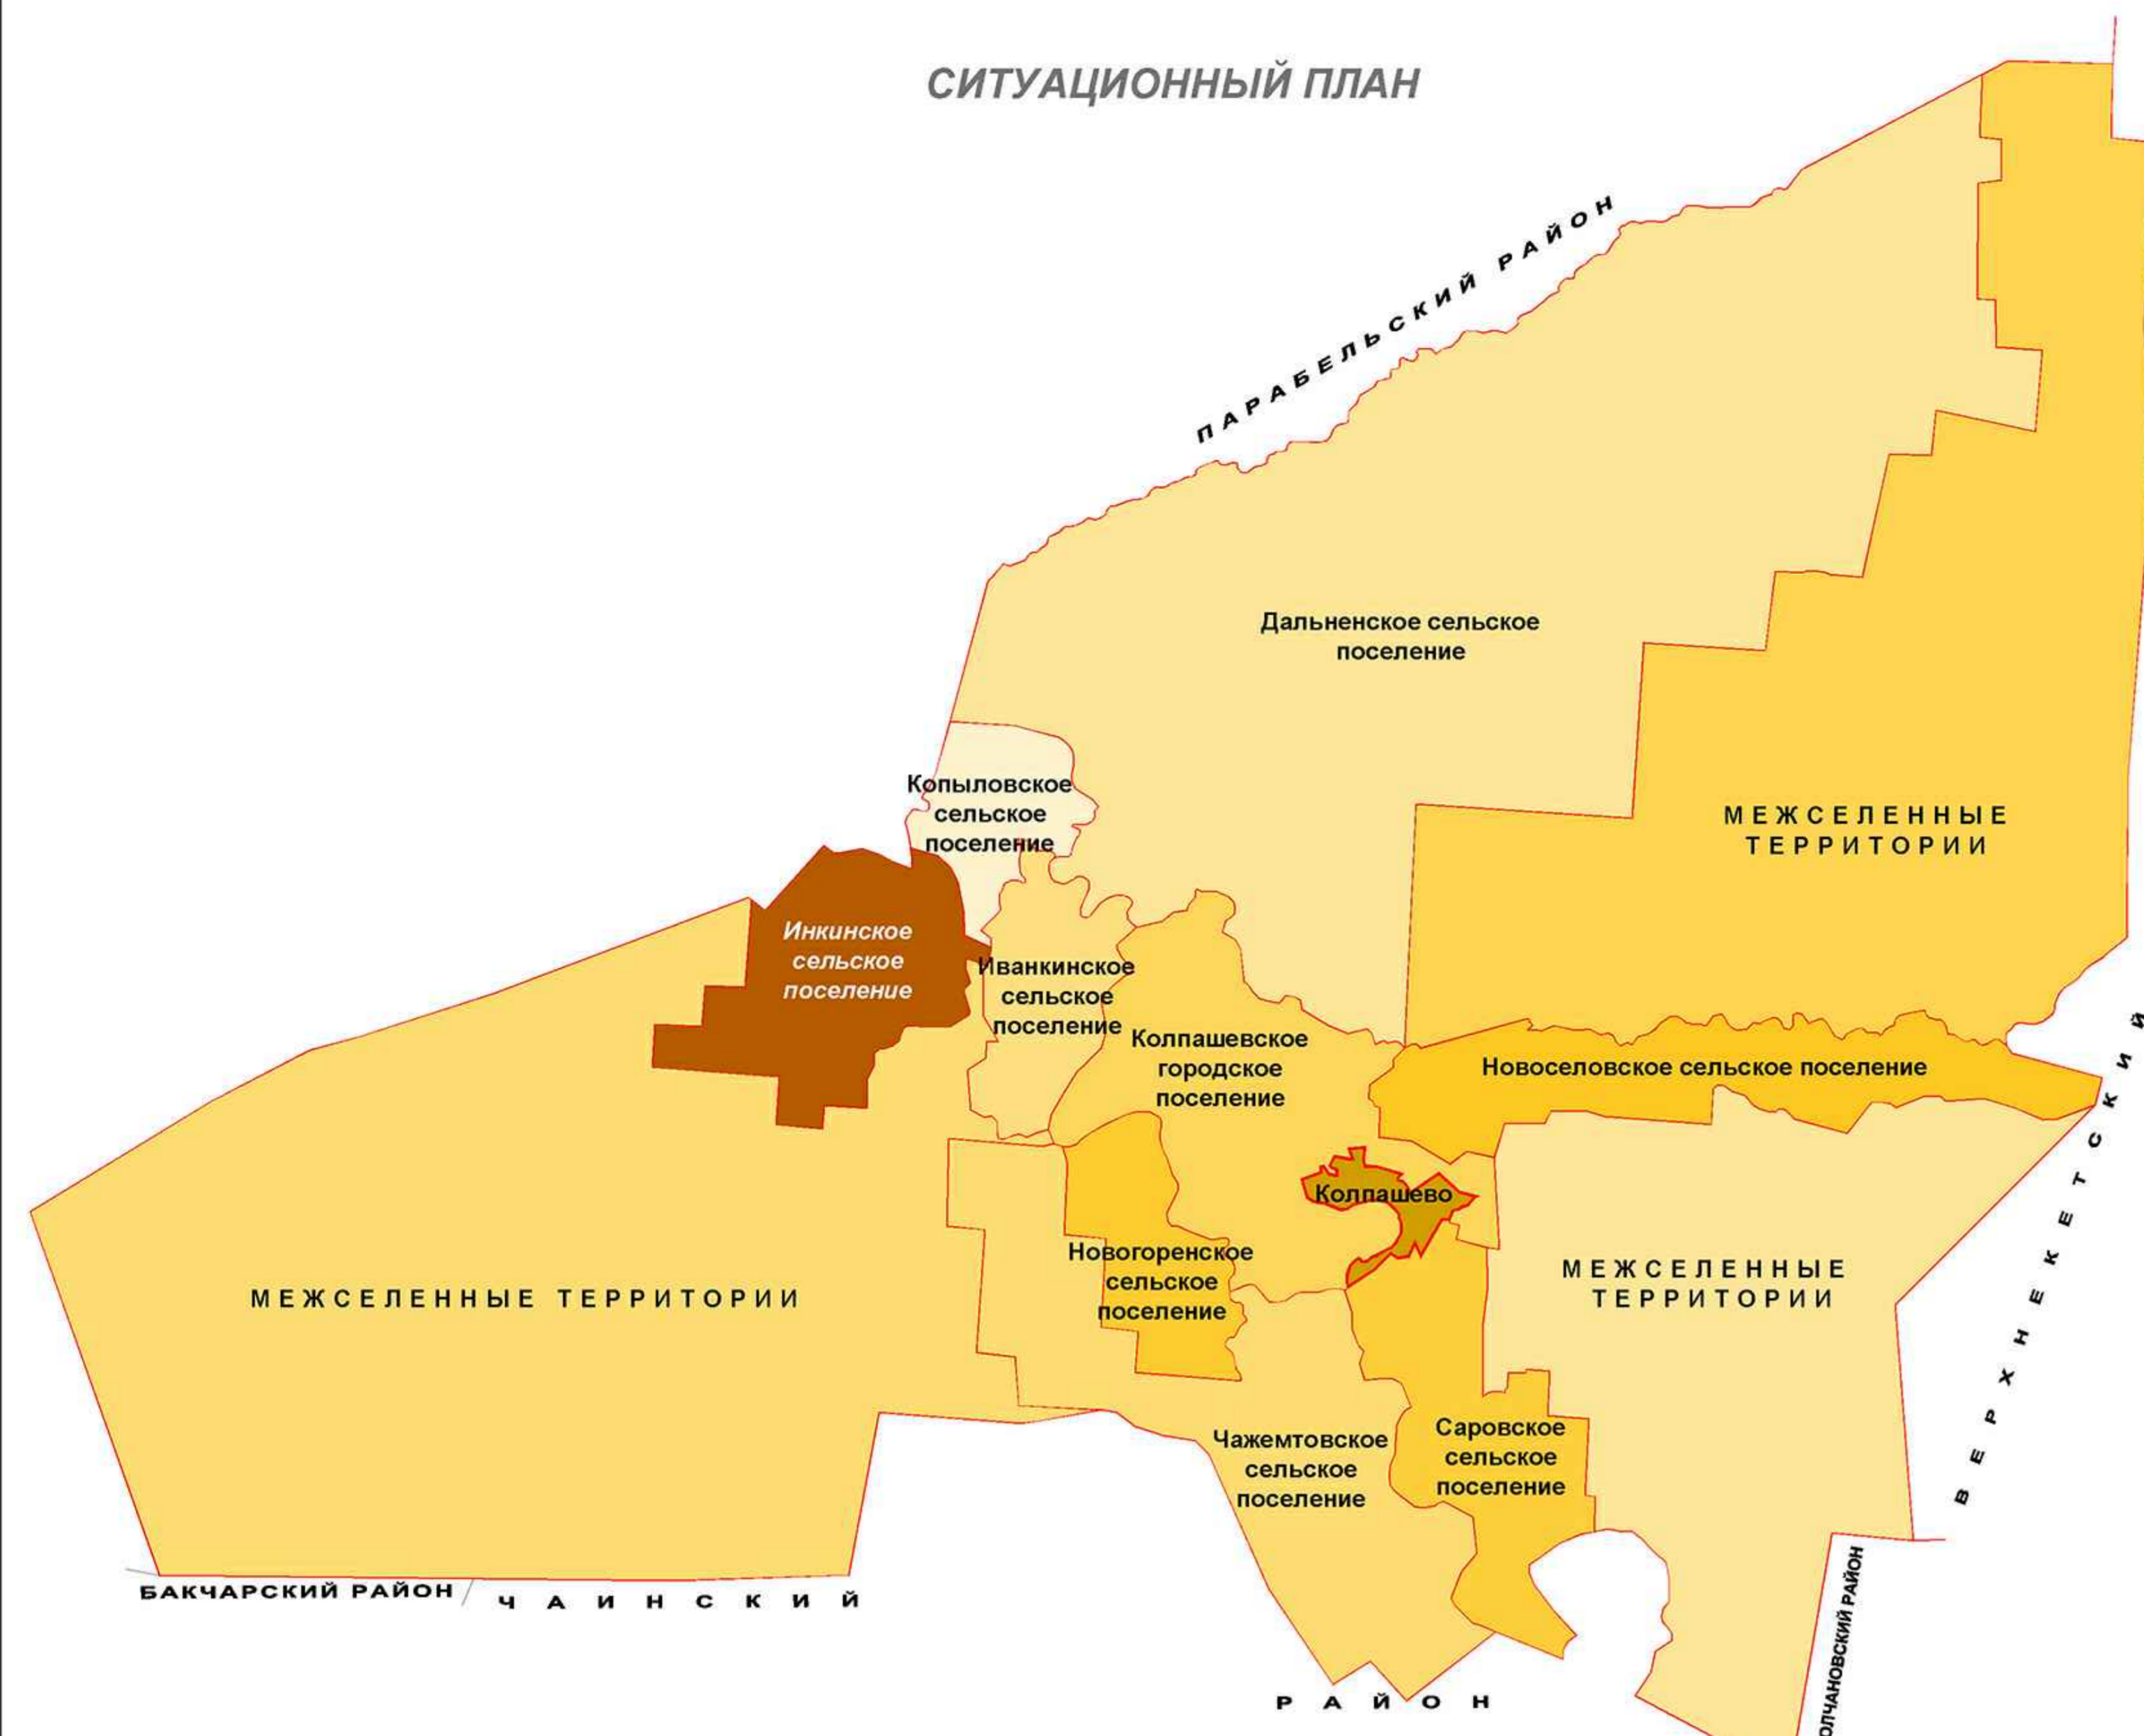 СИТУАЦИОННЫЙ ПЛАН
ПАРАБЕЛЬСКИЙ РАЙОН
Дальненское сельское
поселение
Копыловское
сельское
поселение
МЕЖСЕЛЕННЫЕ
ТЕРРИТОРИИ
Инкинское
сельское
поселение
Иванкинское
сельское
поселение
Колпашевское
городское
поселение
Новоселовское сельское поселение
Колпашево
Новогоренское
сельское
поселение
МЕЖСЕЛЕННЫЕ ТЕРРИТОРИИ
МЕЖСЕЛЕННЫЕ
ТЕРРИТОРИИ
ВЕРХНЕКЕТСКИЙ
Чажемтовское
сельское
поселение
Саровское
сельское
поселение
БАКЧАРСКИЙ РАЙОН
ЧАИНСКИЙ
РАЙОН
ОЛЧАНОВСКИЙ РАЙОН